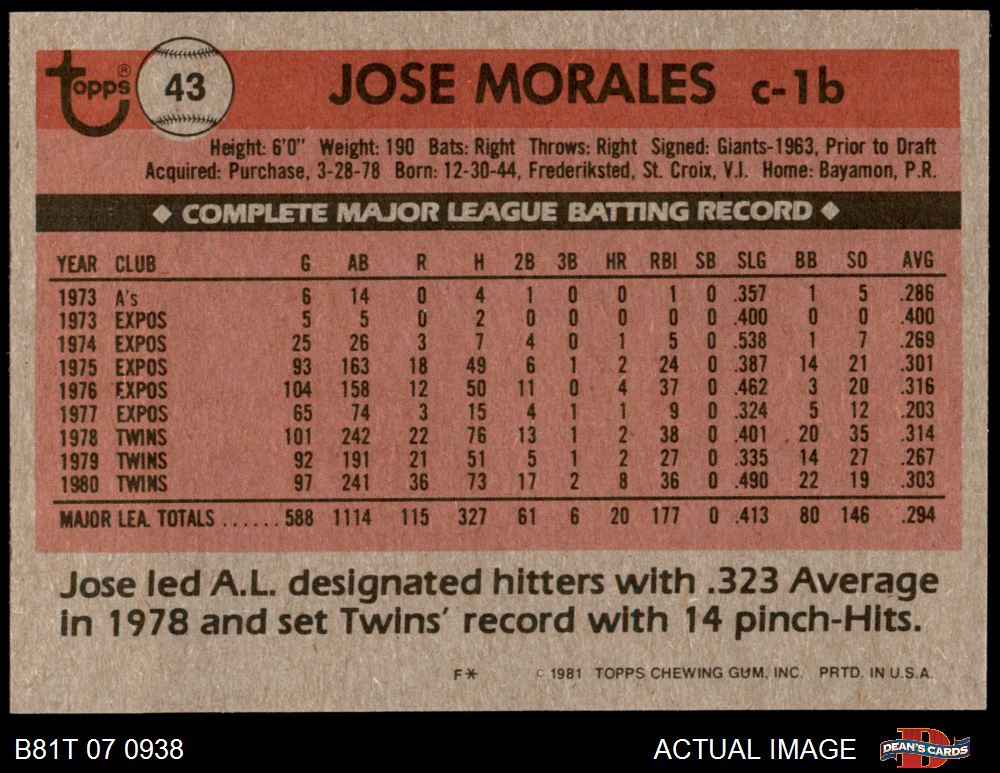 Topps® 43 JOSE MORALES c-1b
Height: 6'0" Weight: 190 Bats: Right Throws: Right Signed: Giants-1963, Prior to Draft
Acquired: Purchase, 3-28-78 Born: 12-30-44, Frederiksted, St. Croix, V.I. Home: Bayamon, P.R.
◆ COMPLETE MAJOR LEAGUE BATTING RECORD ◆
YEAR CLUB G AB R H 2B 3B HR RBI SB SLG BB SO AVG
1973 A's 6 14 0 4 1 0 0 1 0 .357 1 5 .286
1973 EXPOS 5 5 0 2 0 0 0 0 0 .400 0 0 .400
1974 EXPOS 25 26 3 7 4 0 1 5 0 .538 1 7 .269
1975 EXPOS 93 163 18 49 6 1 2 24 0 .387 14 21 .301
1976 EXPOS 104 158 12 50 11 0 4 37 0 .462 3 20 .316
1977 EXPOS 65 74 3 15 4 1 1 9 0 .324 5 12 .203
1978 TWINS 101 242 22 76 13 1 2 38 0 .401 20 35 .314
1979 TWINS 92 191 21 51 5 1 2 27 0 .335 14 27 .267
1980 TWINS 97 241 36 73 17 2 8 36 0 .490 22 19 .303
MAJOR LEA. TOTALS ...... 588 1114 115 327 61 6 20 177 0 .413 80 146 .294
Jose led A.L. designated hitters with .323 Average
in 1978 and set Twins' record with 14 pinch-Hits.
F* © 1981 TOPPS CHEWING GUM, INC. PRTD. IN U.S.A.
B81T 07 0938 ACTUAL IMAGE DEAN'S CARDS